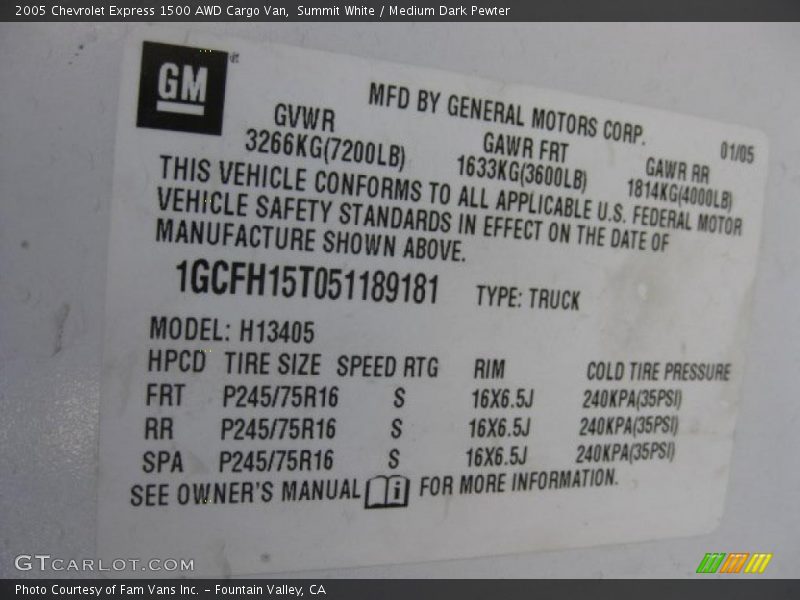 2005 Chevrolet Express 1500 AWD Cargo Van,  Summit White / Medium Dark Pewter
GM
MFD BY GENERAL MOTORS CORP.
01/05
GVWR
GAWR FRT
GAWR RR
3266KG(7200LB)
1633KG(3600LB)
1814KG(4000LB)
THIS VEHICLE CONFORMS TO ALL APPLICABLE U.S. FEDERAL MOTOR
VEHICLE SAFETY STANDARDS IN EFFECT ON THE DATE OF
MANUFACTURE SHOWN ABOVE.
1GCFH15T051189181 TYPE: TRUCK
MODEL: H13405
HPCD TIRE SIZE SPEED RTG RIM COLD TIRE PRESSURE
FRT P245/75R16 S 16X6.5J 240KPA(35PSI)
RR P245/75R16 S 16X6.5J 240KPA(35PSI)
SPA P245/75R16 S 16X6.5J 240KPA(35PSI)
SEE OWNER'S MANUAL i FOR MORE INFORMATION.
GTCARLOT.COM
Photo Courtesy of Fam Vans Inc. - Fountain Valley, CA